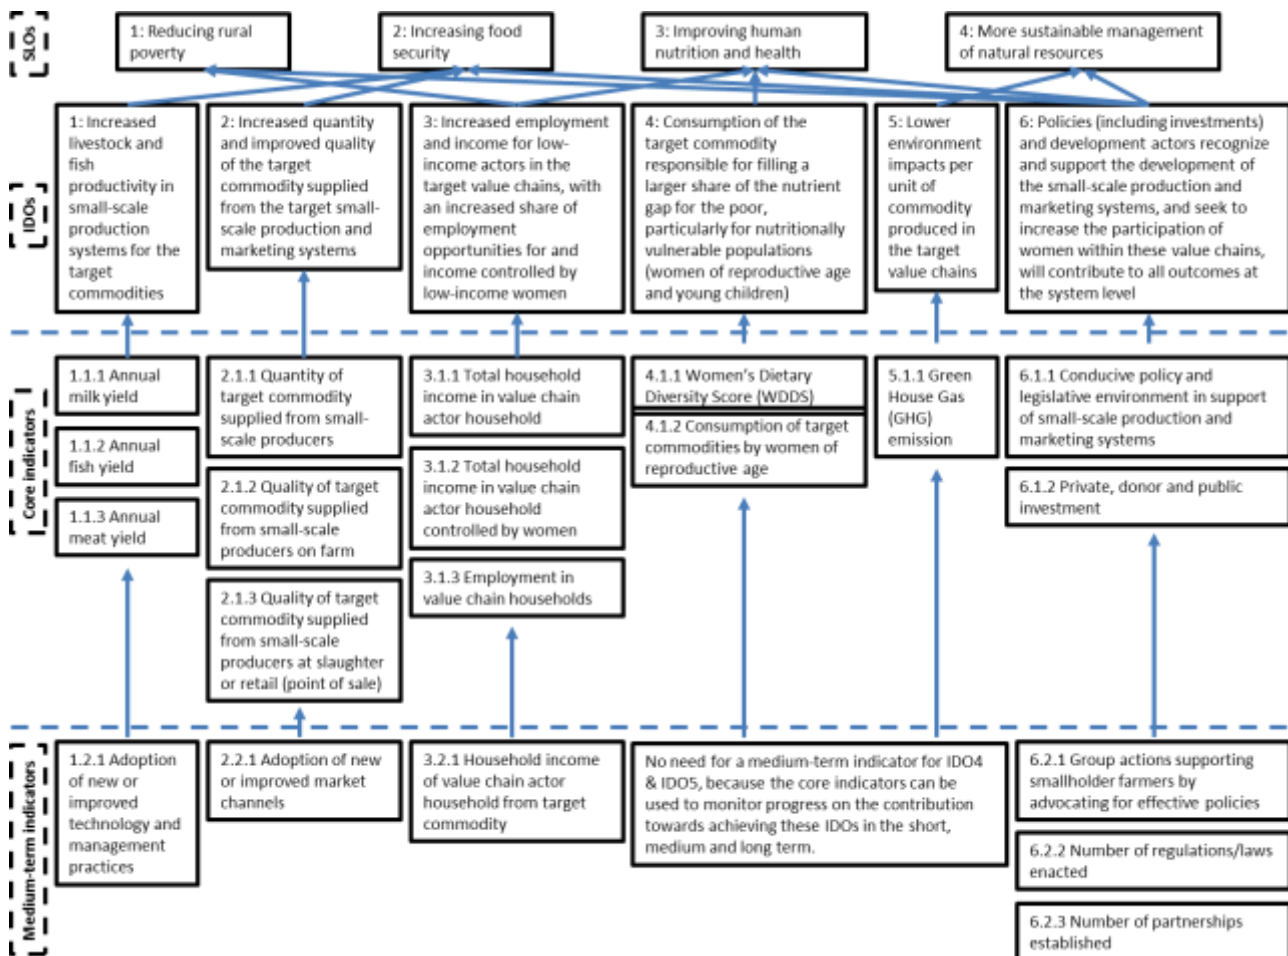 SLOs
1: Reducing rural
poverty
2: Increasing food
security
3: Improving human
nutrition and health
4: More sustainable management
of natural resources
IDOs
1: Increased
livestock and
fish
productivity in
small-scale
production
systems for the
target
commodities
2: Increased quantity
and improved quality
of the target
commodity supplied
from the target small-
scale production and
marketing systems
3: Increased employment
and income for low-
income actors in the
target value chains, with
an increased share of
employment
opportunities for and
income controlled by
low-income women
4: Consumption of the
target commodity
responsible for filling a
larger share of the nutrient
gap for the poor,
particularly for nutritionally
vulnerable populations
(women of reproductive age
and young children)
5: Lower
environment
impacts per
unit of
commodity
produced in
the target
value chains
6: Policies (including investments)
and development actors recognize
and support the development of
the small-scale production and
marketing systems, and seek to
increase the participation of
women within these value chains,
will contribute to all outcomes at
the system level
Core indicators
1.1.1 Annual
milk yield
1.1.2 Annual
fish yield
1.1.3 Annual
meat yield
2.1.1 Quantity of
target commodity
supplied from small-
scale producers
2.1.2 Quality of target
commodity supplied
from small-scale
producers on farm
2.1.3 Quality of target
commodity supplied
from small-scale
producers at slaughter
or retail (point of sale)
3.1.1 Total household
income in value chain
actor household
3.1.2 Total household
income in value chain
actor household
controlled by women
3.1.3 Employment in
value chain households
4.1.1 Women's Dietary
Diversity Score (WDDS)
4.1.2 Consumption of target
commodities by women of
reproductive age
5.1.1 Green
House Gas
(GHG)
emission
6.1.1 Conducive policy and
legislative environment in support
of small-scale production and
marketing systems
6.1.2 Private, donor and public
investment
Medium-term indicators
1.2.1 Adoption
of new or
improved
technology and
management
practices
2.2.1 Adoption of new
or improved market
channels
3.2.1 Household income
of value chain actor
household from target
commodity
No need for a medium-term indicator for IDO4
& IDO5, because the core indicators can be
used to monitor progress on the contribution
towards achieving these IDOs in the short,
medium and long term.
6.2.1 Group actions supporting
smallholder farmers by
advocating for effective policies
6.2.2 Number of regulations/laws
enacted
6.2.3 Number of partnerships
established